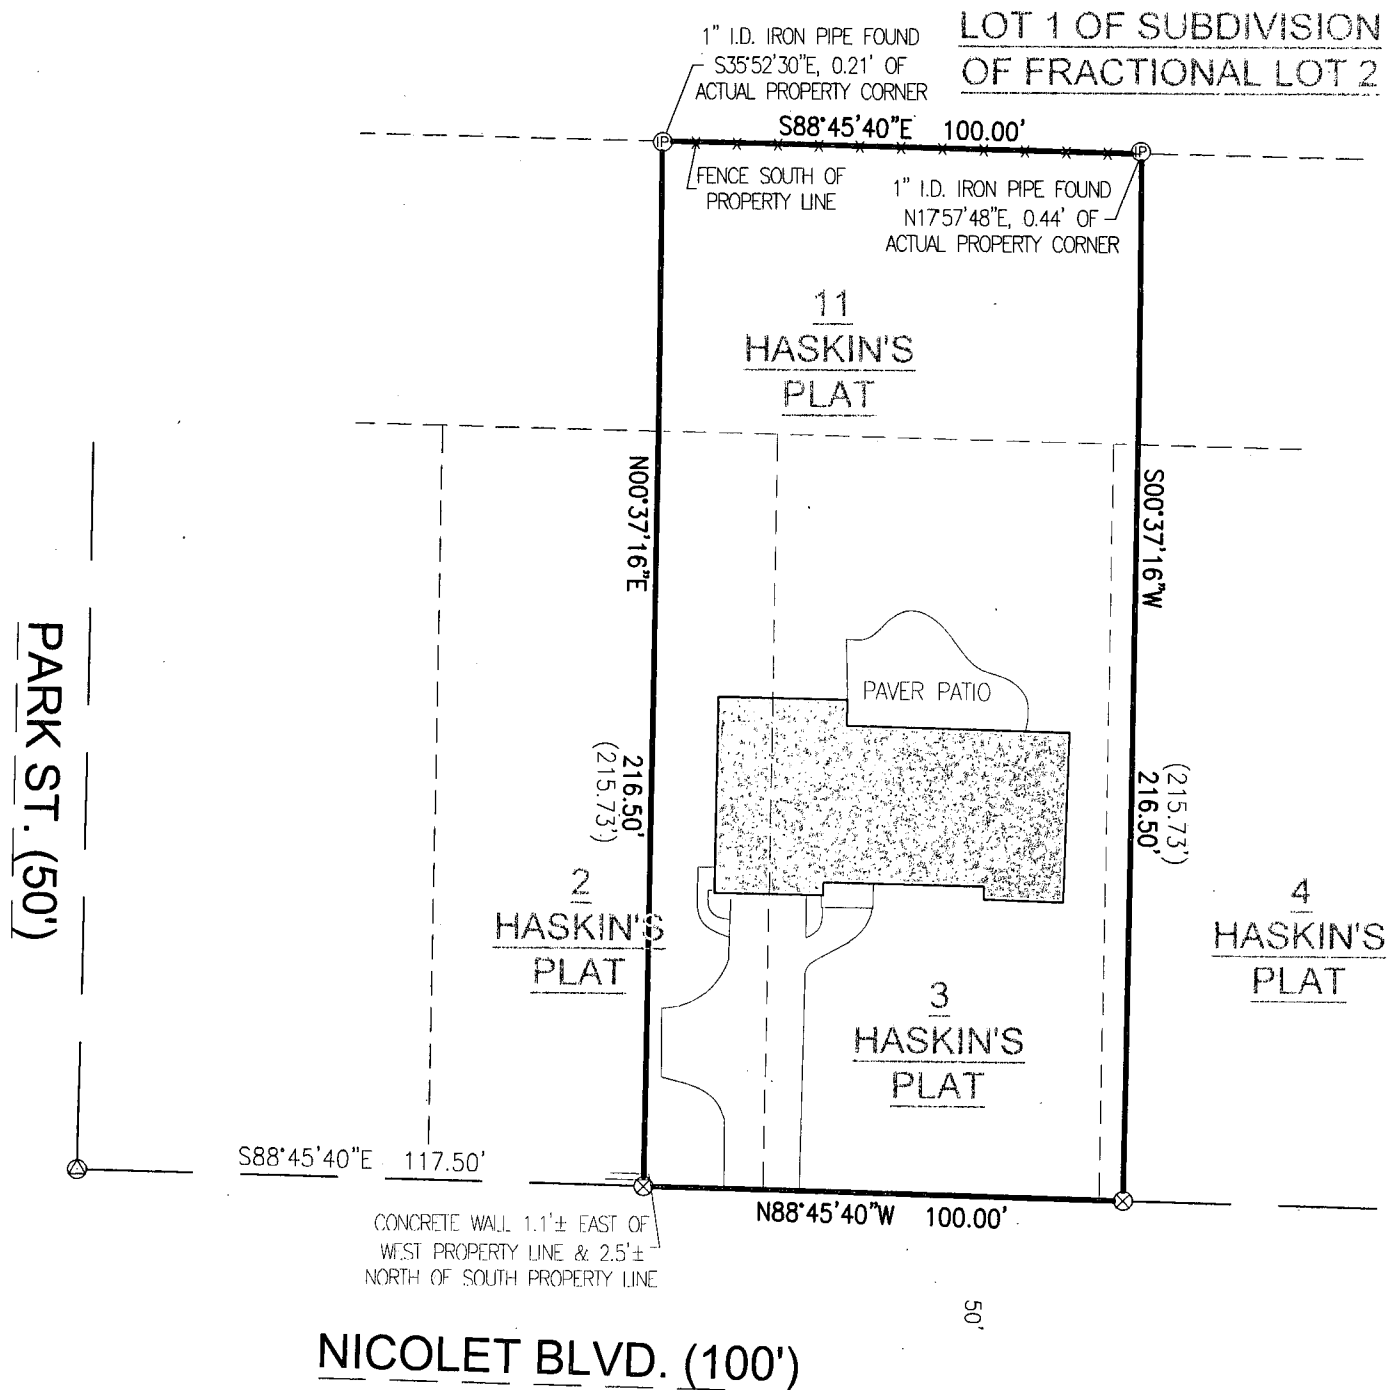 LOT 1 OF SUBDIVISION
OF FRACTIONAL LOT 2
1" I.D. IRON PIPE FOUND
S35°52'30"E, 0.21' OF
ACTUAL PROPERTY CORNER
S88°45'40"E 100.00'
IP
IP
FENCE SOUTH OF
PROPERTY LINE
1" I.D. IRON PIPE FOUND
N17°57'48"E, 0.44' OF
ACTUAL PROPERTY CORNER
11
HASKIN'S
PLAT
N00°37'16"E
S00°37'16"W
PARK ST. (50')
PAVER PATIO
216.50'
(215.73')
(215.73')
216.50'
2
HASKIN'S
PLAT
4
HASKIN'S
PLAT
3
HASKIN'S
PLAT
S88°45'40"E 117.50'
N88°45'40"W 100.00'
CONCRETE WALL 1.1'± EAST OF
WEST PROPERTY LINE & 2.5'±
NORTH OF SOUTH PROPERTY LINE
50'
NICOLET BLVD. (100')